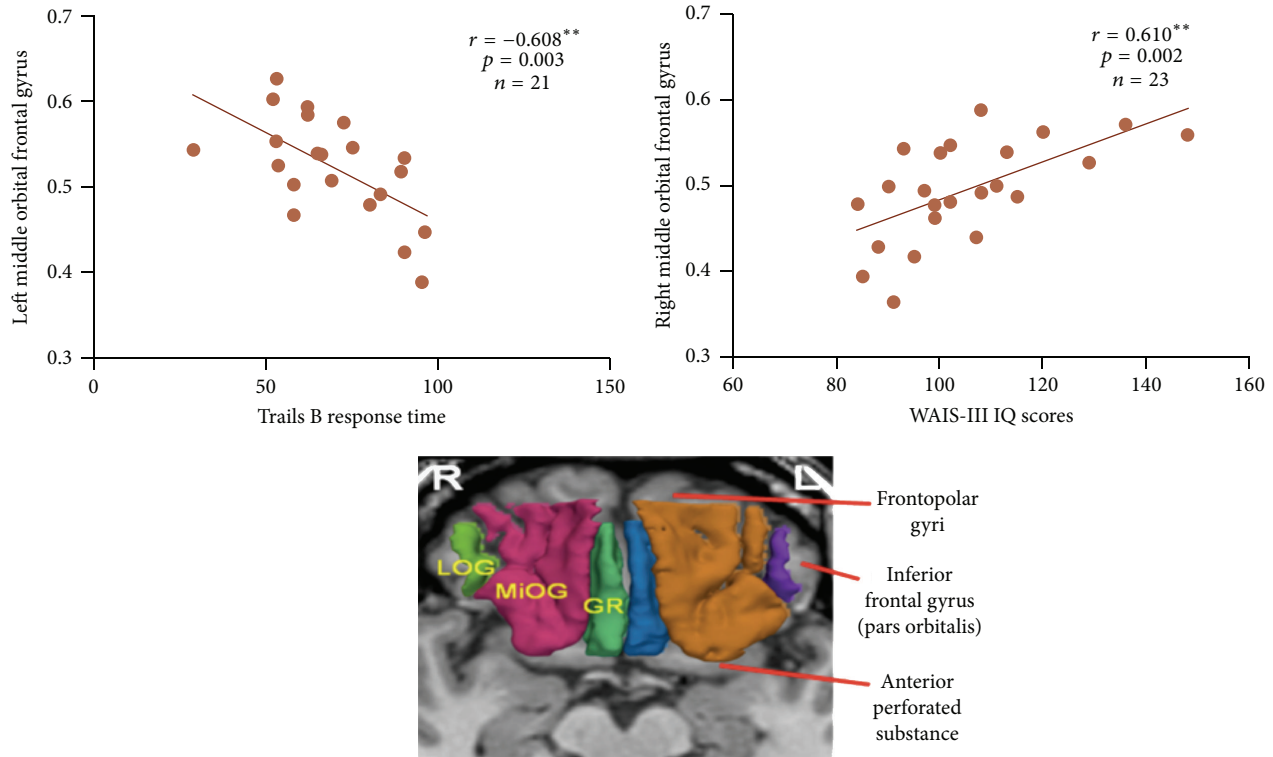 Left middle orbital frontal gyrus
0.7
0.6
0.5
0.4
0.3
0
50
100
150
Trails B response time
r = −0.608**
p = 0.003
n = 21
Right middle orbital frontal gyrus
0.7
0.6
0.5
0.4
0.3
60
80
100
120
140
160
WAIS-III IQ scores
r = 0.610**
p = 0.002
n = 23
R
L
LOG
MiOG
GR
Frontopolar
gyri
Inferior
frontal gyrus
(pars orbitalis)
Anterior
perforated
substance